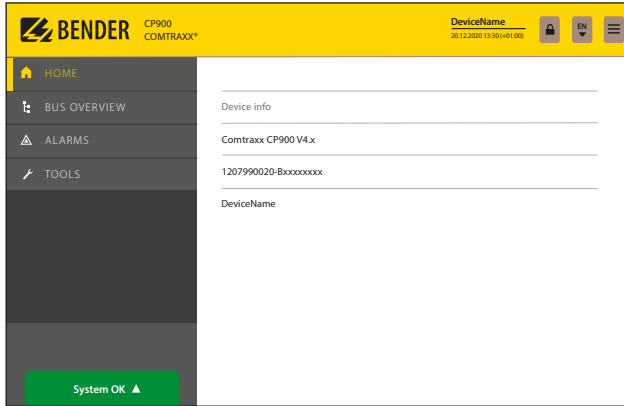 BENDER
CP900
COMTRAXX®
DeviceName
20.12.2020 13:30 (+01:00)
EN
HOME
BUS OVERVIEW
ALARMS
TOOLS
Device info
Comtraxx CP900 V4.x
1207990020-Bxxxxxxxx
DeviceName
System OK ▲